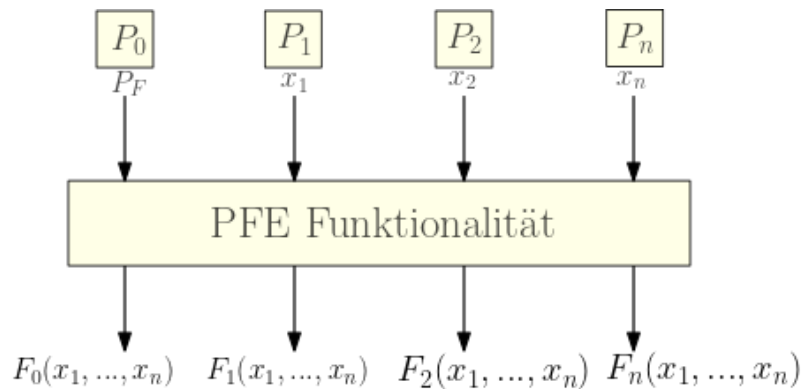 P₀ P₁ P₂ Pₙ
P_F x₁ x₂ xₙ
PFE Funktionalität
F₀(x₁, ..., xₙ) F₁(x₁, ..., xₙ) F₂(x₁, ..., xₙ) Fₙ(x₁, ..., xₙ)